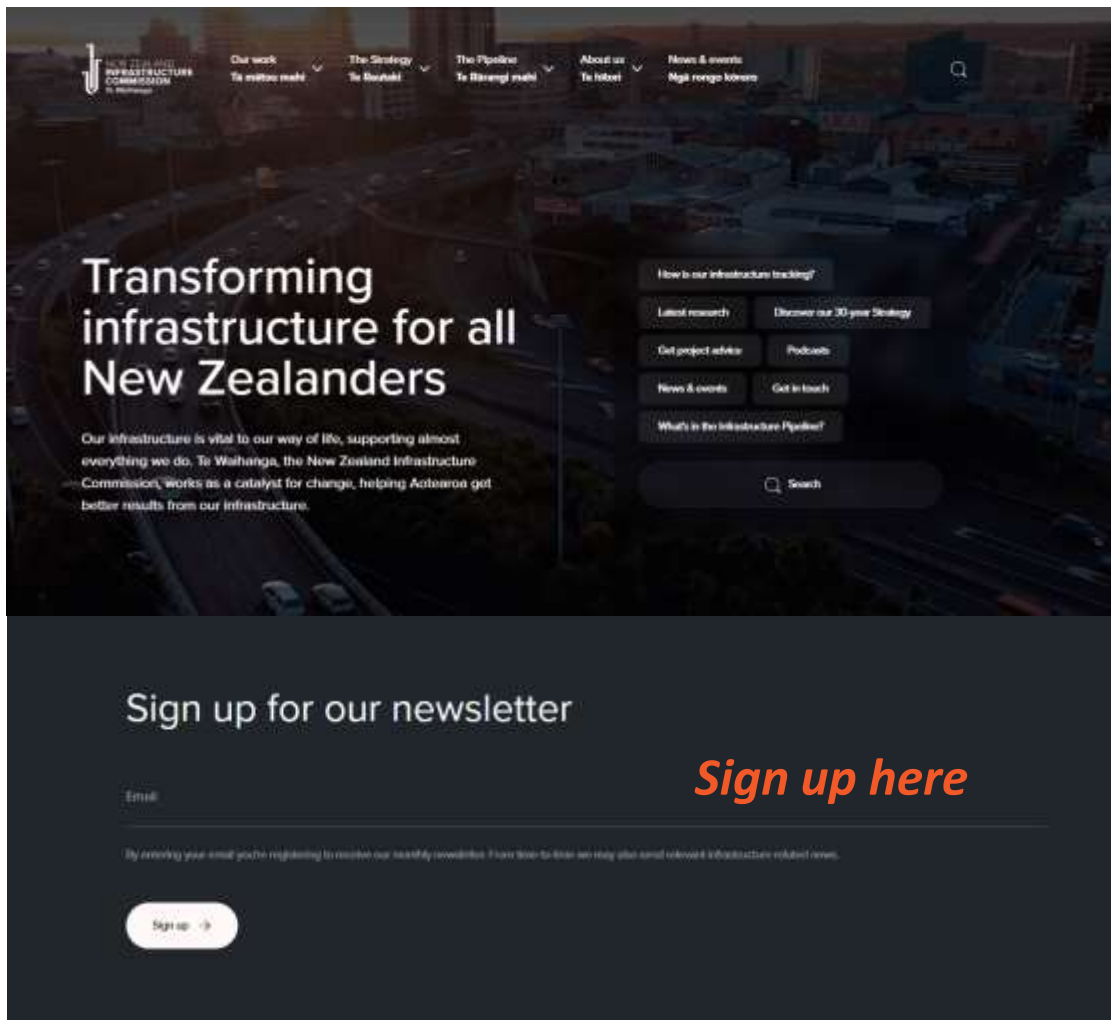 NEW ZEALAND
INFRASTRUCTURE
COMMISSION
Te Waihanga
Our work
Tā mātou mahi
The Strategy
Te Rautaki
The Pipeline
Te Rārangi mahi
About us
Te hitori
News & events
Ngā rongo kōrero
Transforming
infrastructure for all
New Zealanders
Our infrastructure is vital to our way of life, supporting almost
everything we do. Te Waihanga, the New Zealand Infrastructure
Commission, works as a catalyst for change, helping Aotearoa get
better results from our infrastructure.
How is our infrastructure tracking?
Latest research
Discover our 30-year Strategy
Get project advice
Podcasts
News & events
Get in touch
What's in the Infrastructure Pipeline?
Search
Sign up for our newsletter
Sign up here
Email
By entering your email you're registering to receive our monthly newsletter. From time to time we may also send relevant infrastructure related news.
Sign up